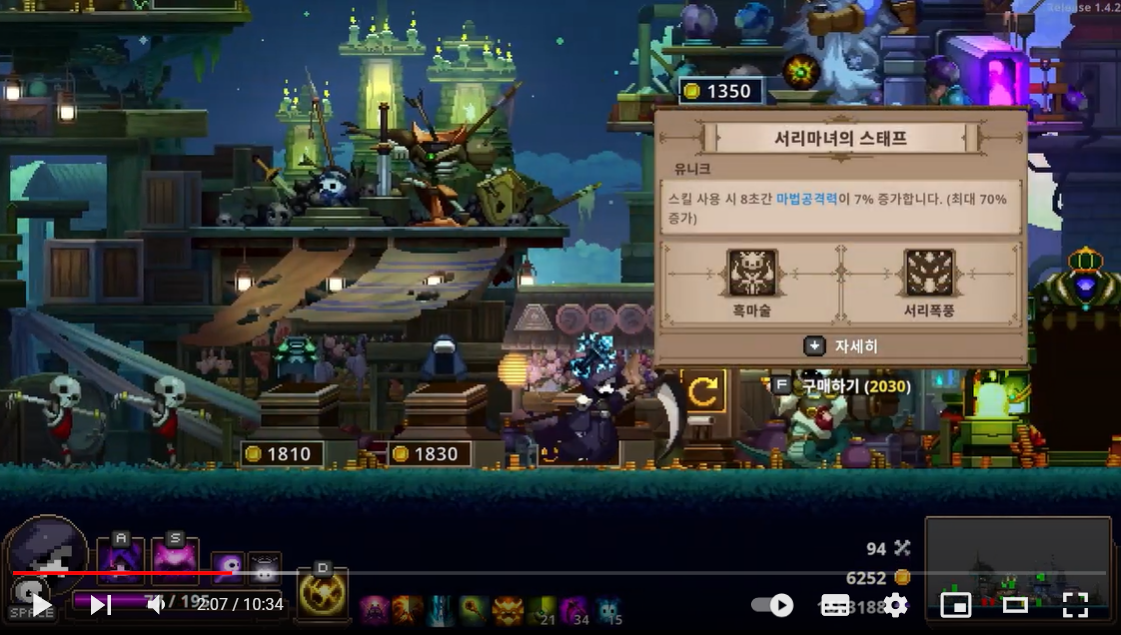 Release 1.4.2
1350
서리마녀의 스태프
유니크
스킬 사용 시 8초간 마법공격력이 7% 증가합니다. (최대 70%
증가)
흑마술
서리폭풍
자세히
F 구매하기 (2030)
1810
1830
A
S
D
94
6252
SPACE
2:07 / 10:34
21
34
15